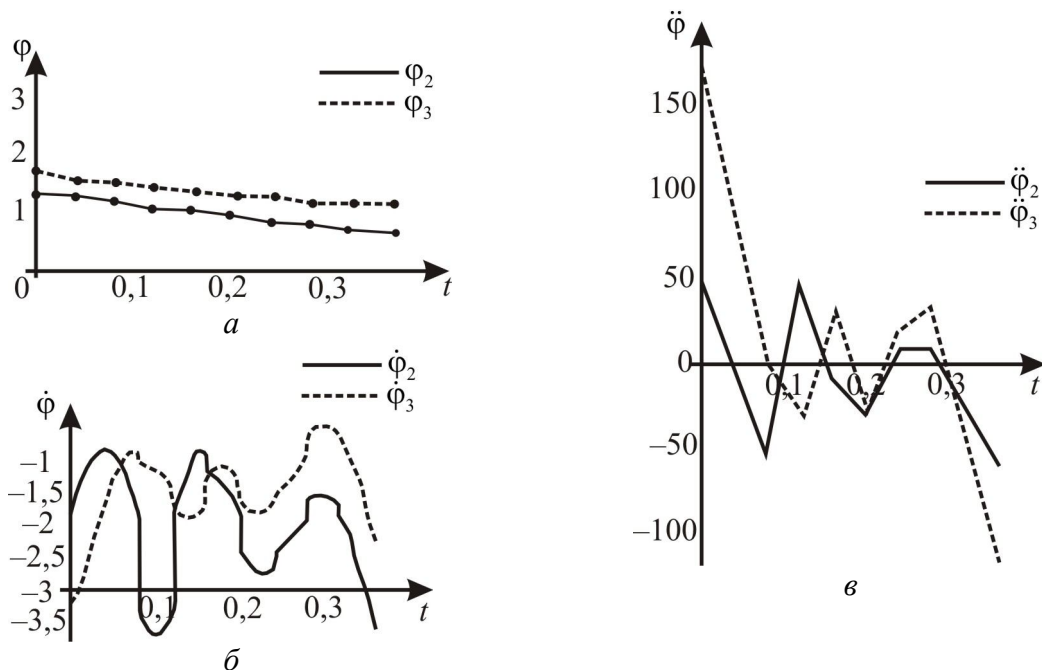 φ
3
2
1
0
0,1 0,2 0,3 t
φ₂
φ₃
а
φ̇
–1
–1,5
–2
–2,5
–3
–3,5
0,1 0,2 0,3 t
φ̇₂
φ̇₃
б
φ̈
150
100
50
0
–50
–100
0,1 0,2 0,3 t
φ̈₂
φ̈₃
в